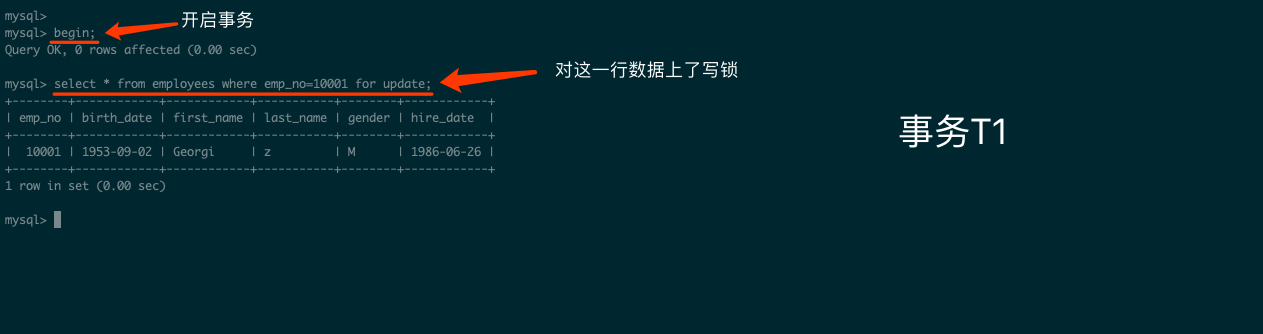 mysql>
mysql> begin;
开启事务
Query OK, 0 rows affected (0.00 sec)
mysql> select * from employees where emp_no=10001 for update;
对这一行数据上了写锁
+--------+------------+------------+-----------+--------+------------+
| emp_no | birth_date | first_name | last_name | gender | hire_date  |
+--------+------------+------------+-----------+--------+------------+
|  10001 | 1953-09-02 | Georgi     | z         | M      | 1986-06-26 |
+--------+------------+------------+-----------+--------+------------+
1 row in set (0.00 sec)
mysql>
事务T1